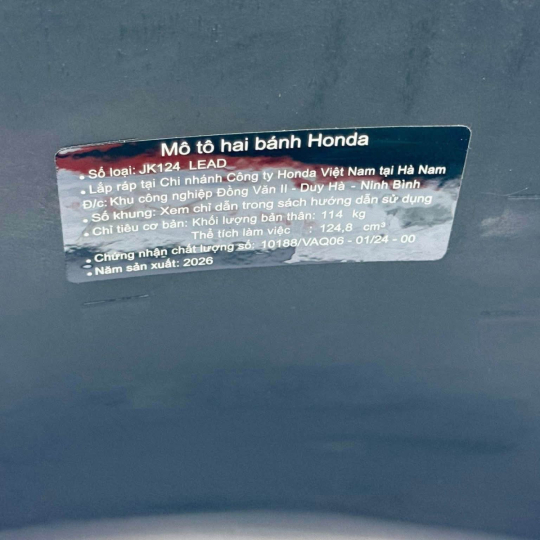 Mô tô hai bánh Honda
• Số loại: JK124 LEAD
• Lắp ráp tại Chi nhánh Công ty Honda Việt Nam tại Hà Nam
Đ/c: Khu công nghiệp Đồng Văn II - Duy Hà - Ninh Bình
• Số khung: Xem chỉ dẫn trong sách hướng dẫn sử dụng
• Chỉ tiêu cơ bản: Khối lượng bản thân: 114 kg
Thể tích làm việc : 124,8 cm³
• Chứng nhận chất lượng số: 10188/VAQ06 - 01/24 - 00
• Năm sản xuất: 2026